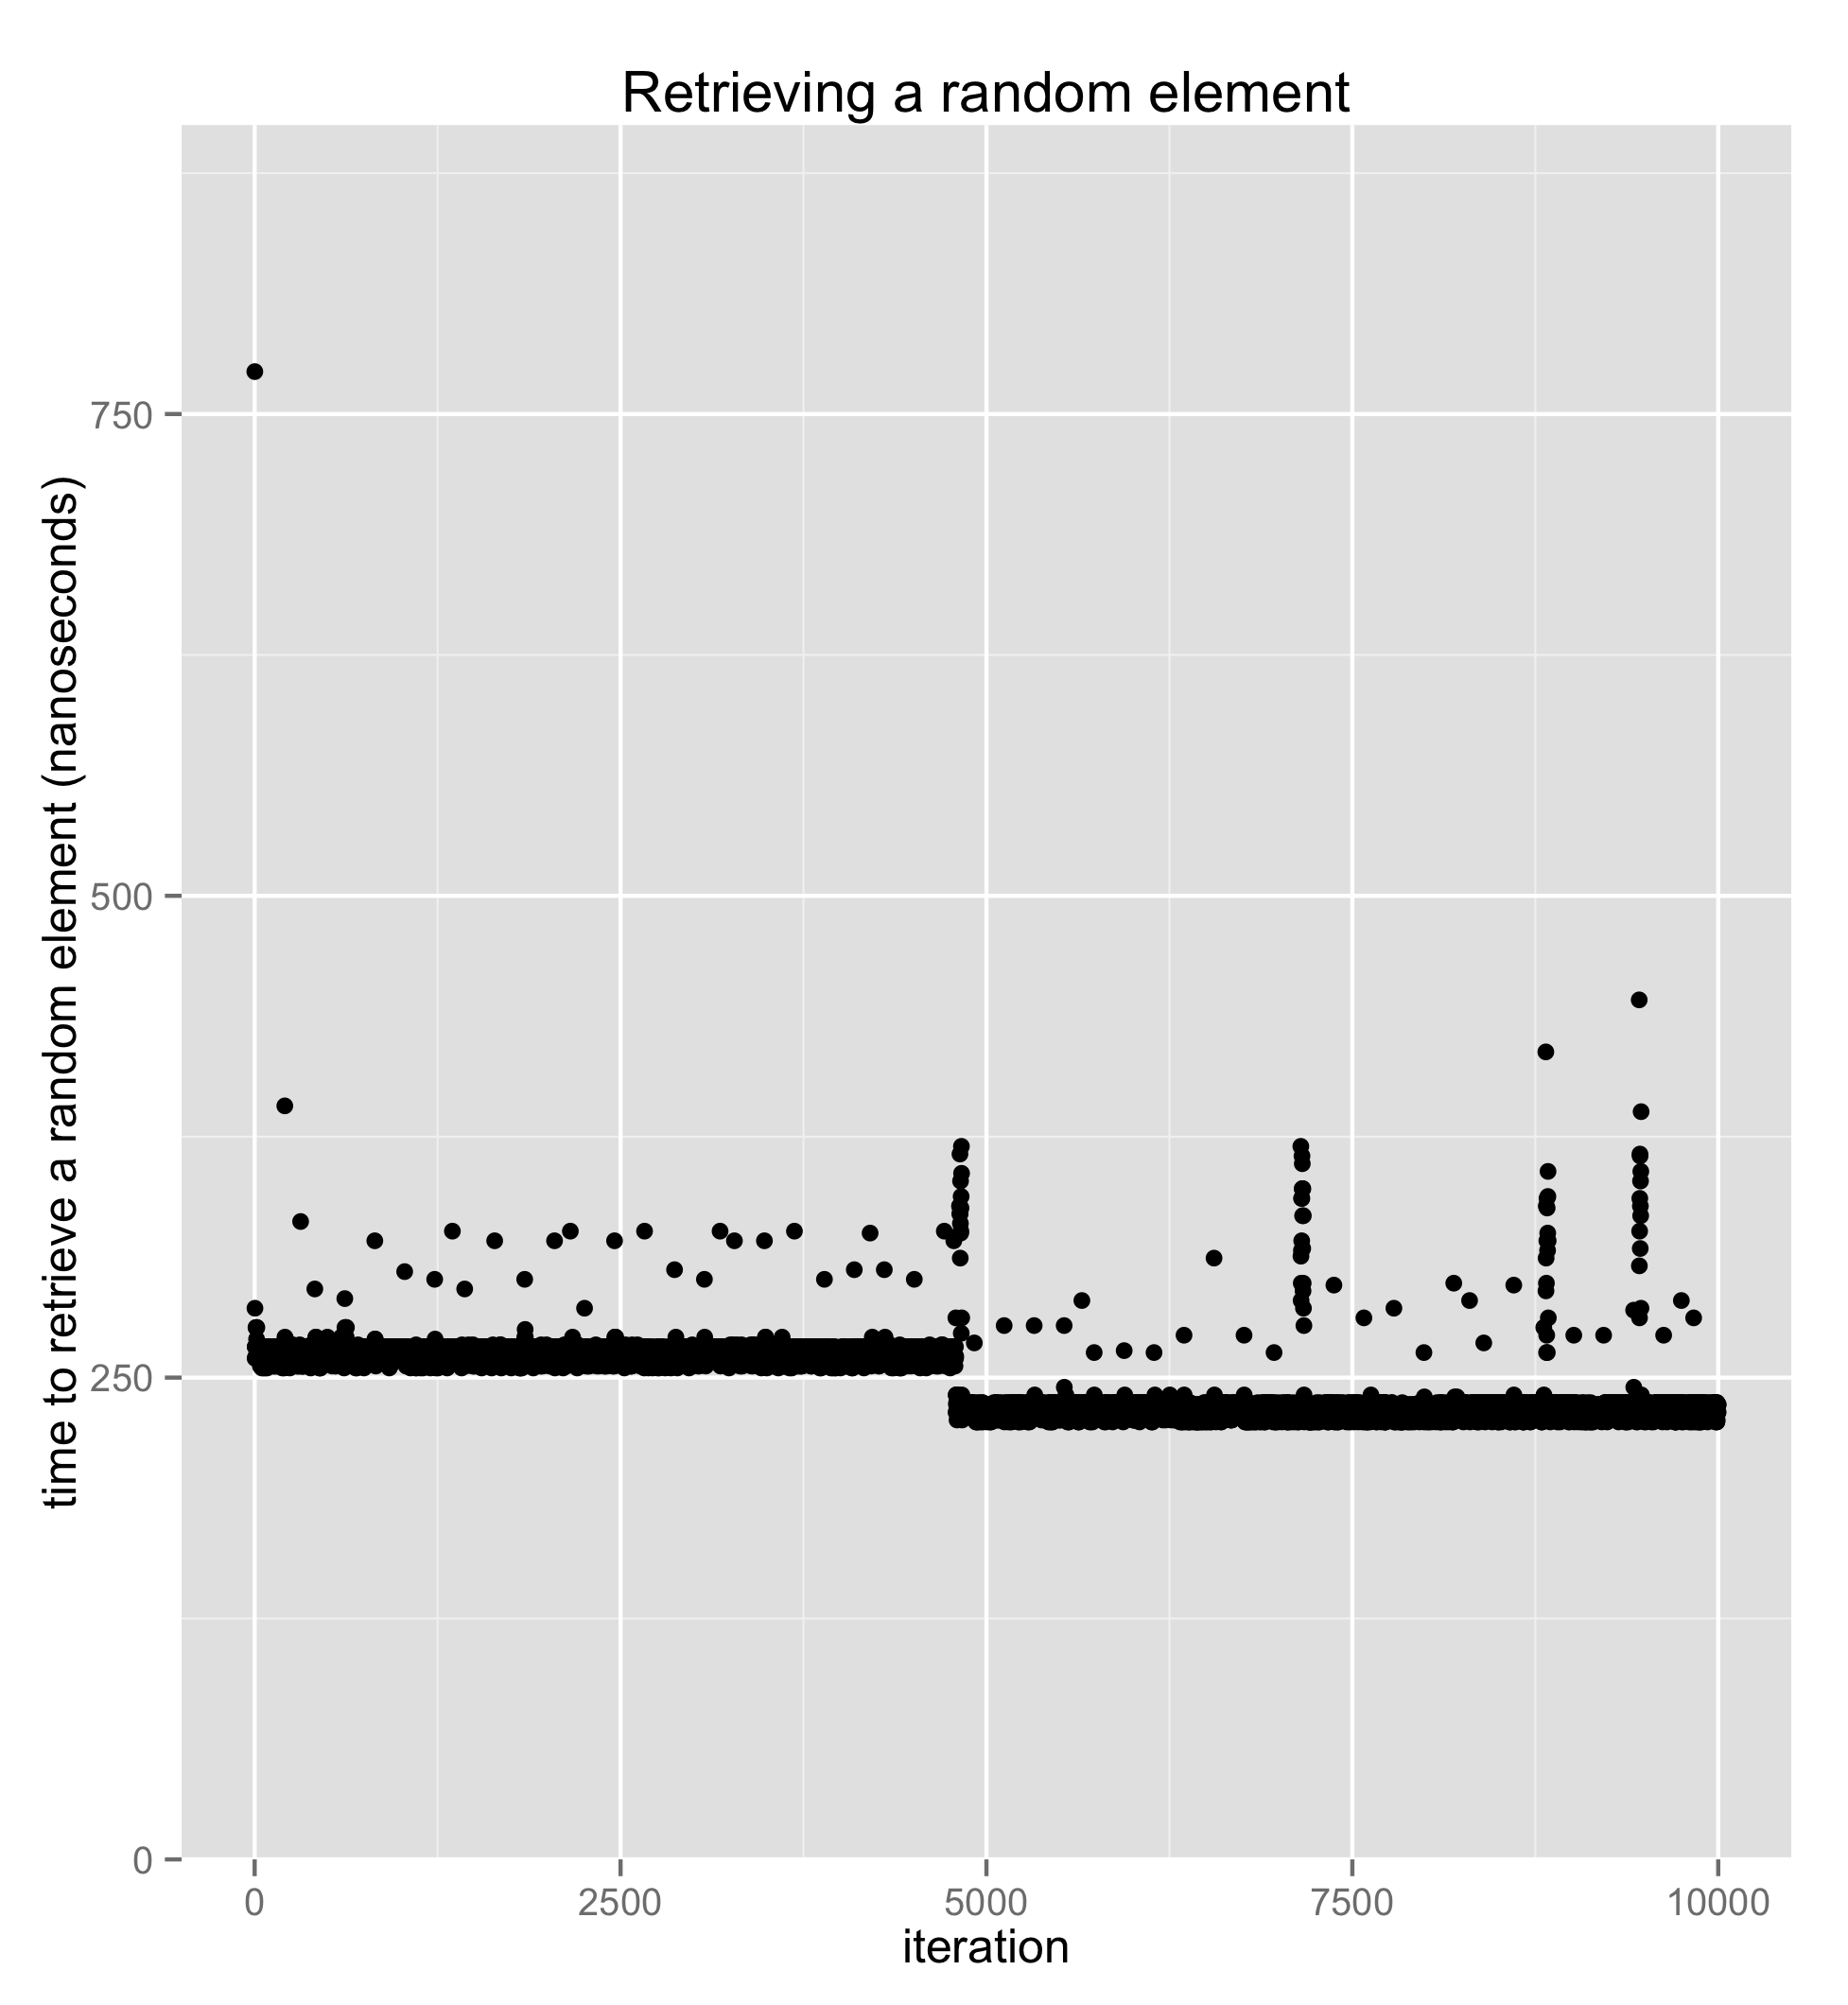 Retrieving a random element
time to retrieve a random element (nanoseconds)
750
500
250
0
0 2500 5000 7500 10000
iteration